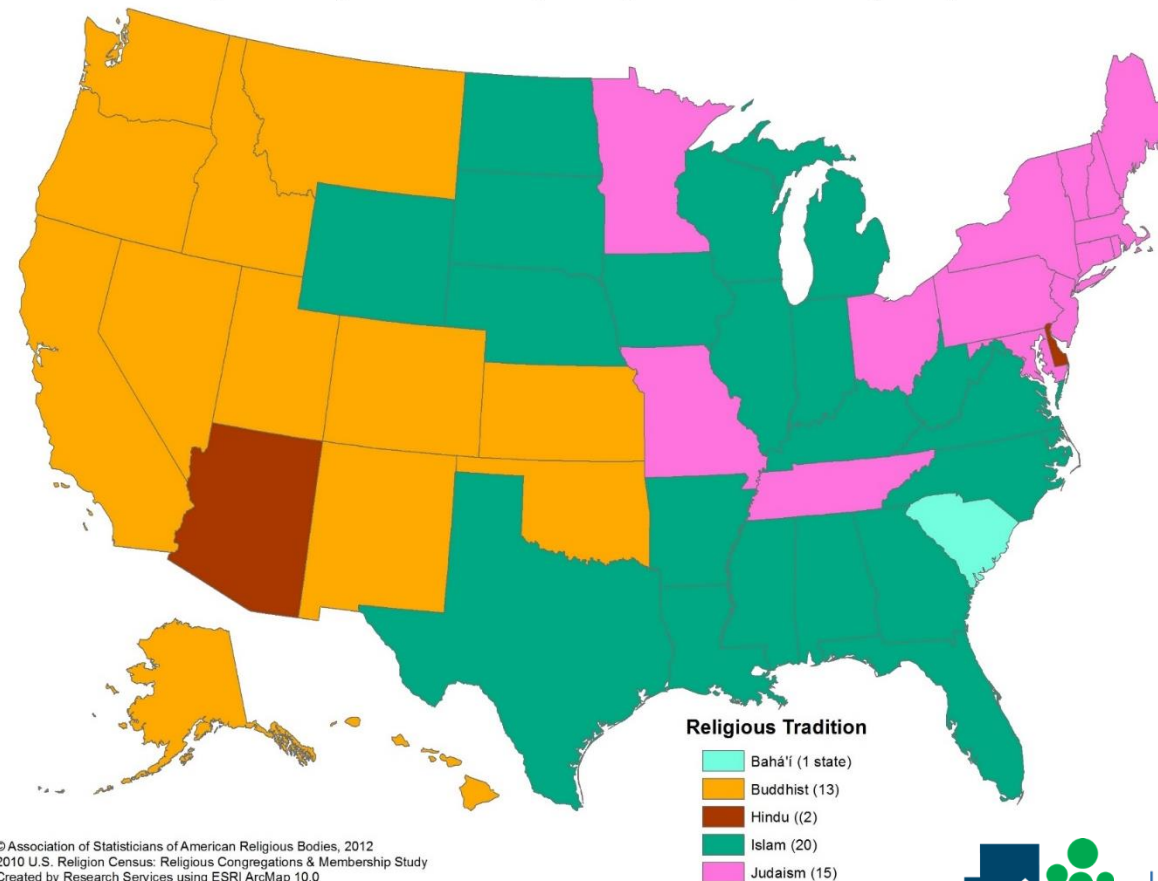 Religious Tradition
Bahá'í (1 state)
Buddhist (13)
Hindu ((2)
Islam (20)
Judaism (15)
© Association of Statisticians of American Religious Bodies, 2012
2010 U.S. Religion Census: Religious Congregations & Membership Study
Created by Research Services using ESRI ArcMap 10.0